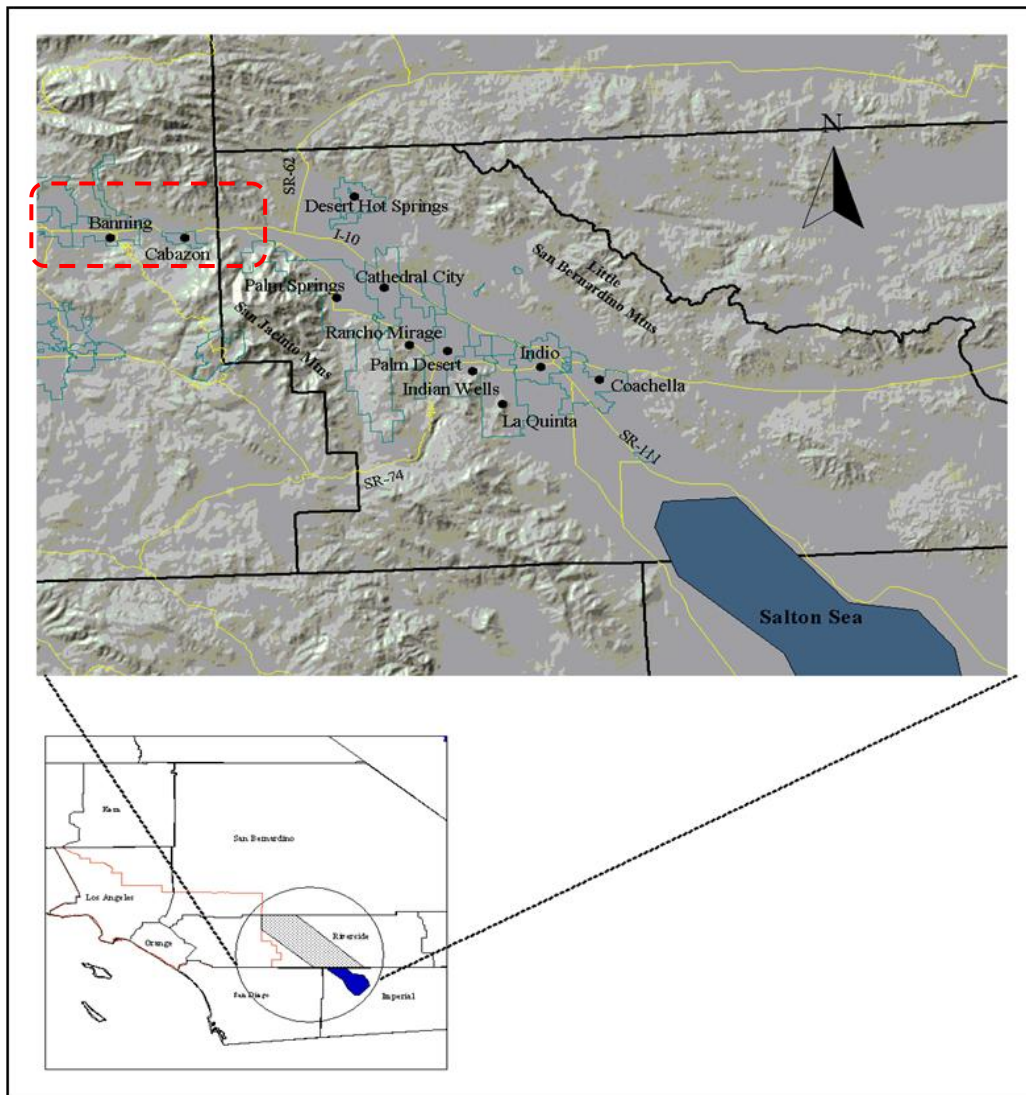 N
SR-62
Desert Hot Springs
Banning
I-10
Cabazon
Little
San Bernardino Mtns
Cathedral City
Palm Springs
San Jacinto Mtns
Rancho Mirage
Indio
Palm Desert
Coachella
Indian Wells
La Quinta
SR-111
SR-74
Salton Sea
Kern
San Bernardino
Los Angeles
Riverside
Orange
San Diego
Imperial